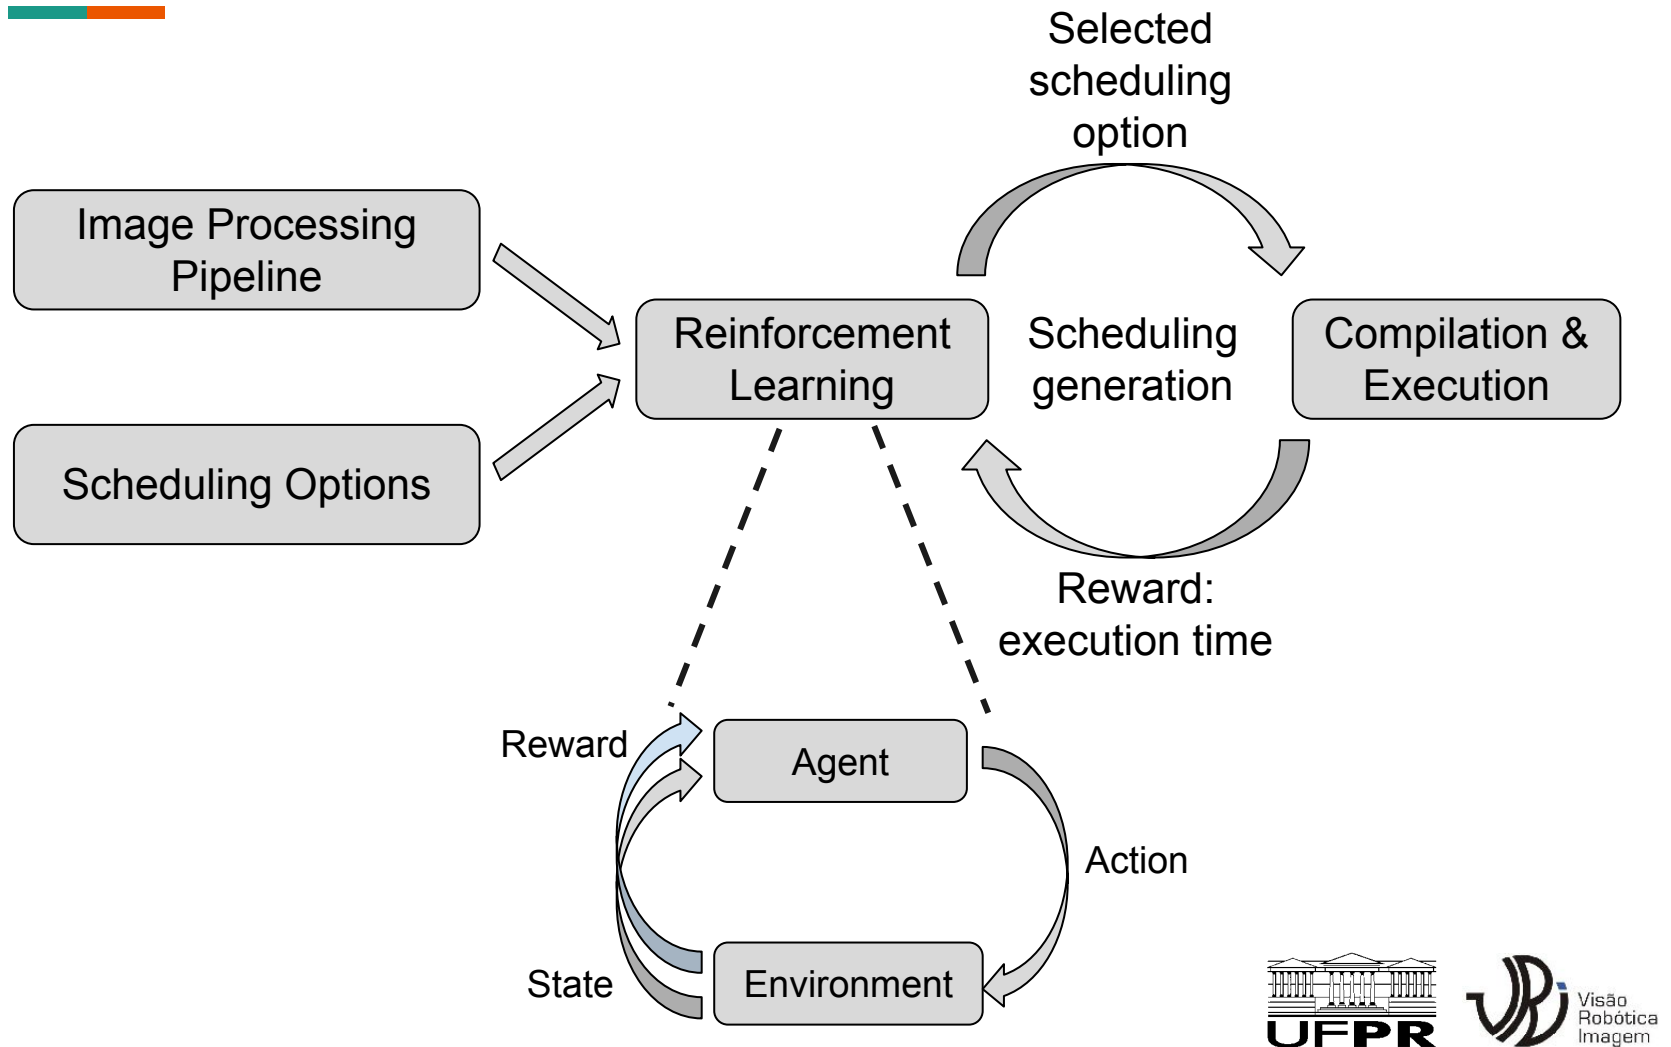 Selected
scheduling
option
Image Processing
Pipeline
Scheduling Options
Reinforcement
Learning
Scheduling
generation
Compilation &
Execution
Reward:
execution time
Reward
Agent
Action
State
Environment
UFPR
VRI
Visão
Robótica
Imagem